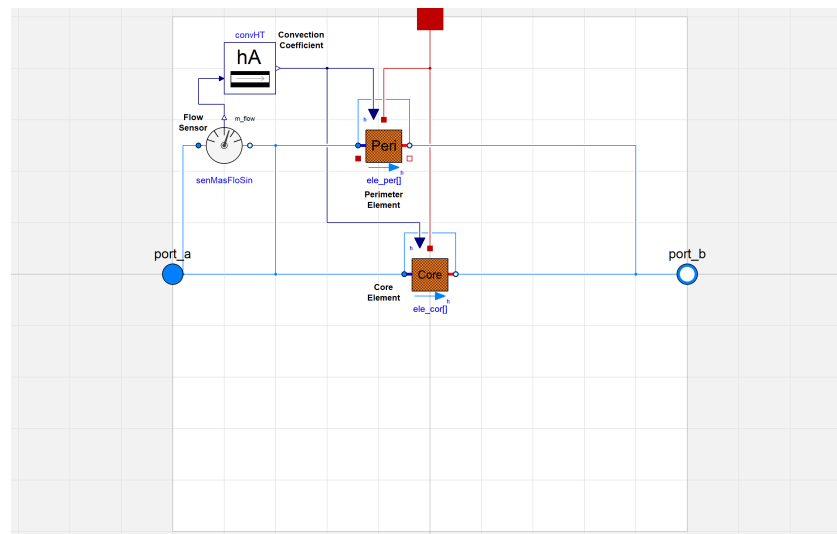 convHT
Convection
Coefficient
hA
Flow
Sensor
m_flow
h
Peri
h
senMasFloSin
ele_per[]
Perimeter
Element
port_a
port_b
h
Core
Core
Element
h
ele_cor[]